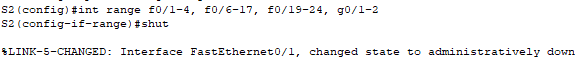 S2(config)#int range f0/1-4, f0/6-17, f0/19-24, g0/1-2
S2(config-if-range)#shut
%LINK-5-CHANGED: Interface FastEthernet0/1, changed state to administratively down